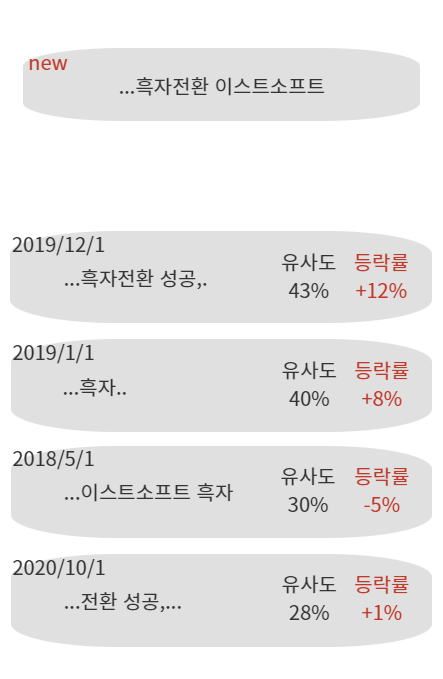 new
...흑자전환 이스트소프트
2019/12/1
...흑자전환 성공,.
유사도 등락률
43% +12%
2019/1/1
...흑자..
유사도 등락률
40% +8%
2018/5/1
...이스트소프트 흑자
유사도 등락률
30% -5%
2020/10/1
...전환 성공,...
유사도 등락률
28% +1%